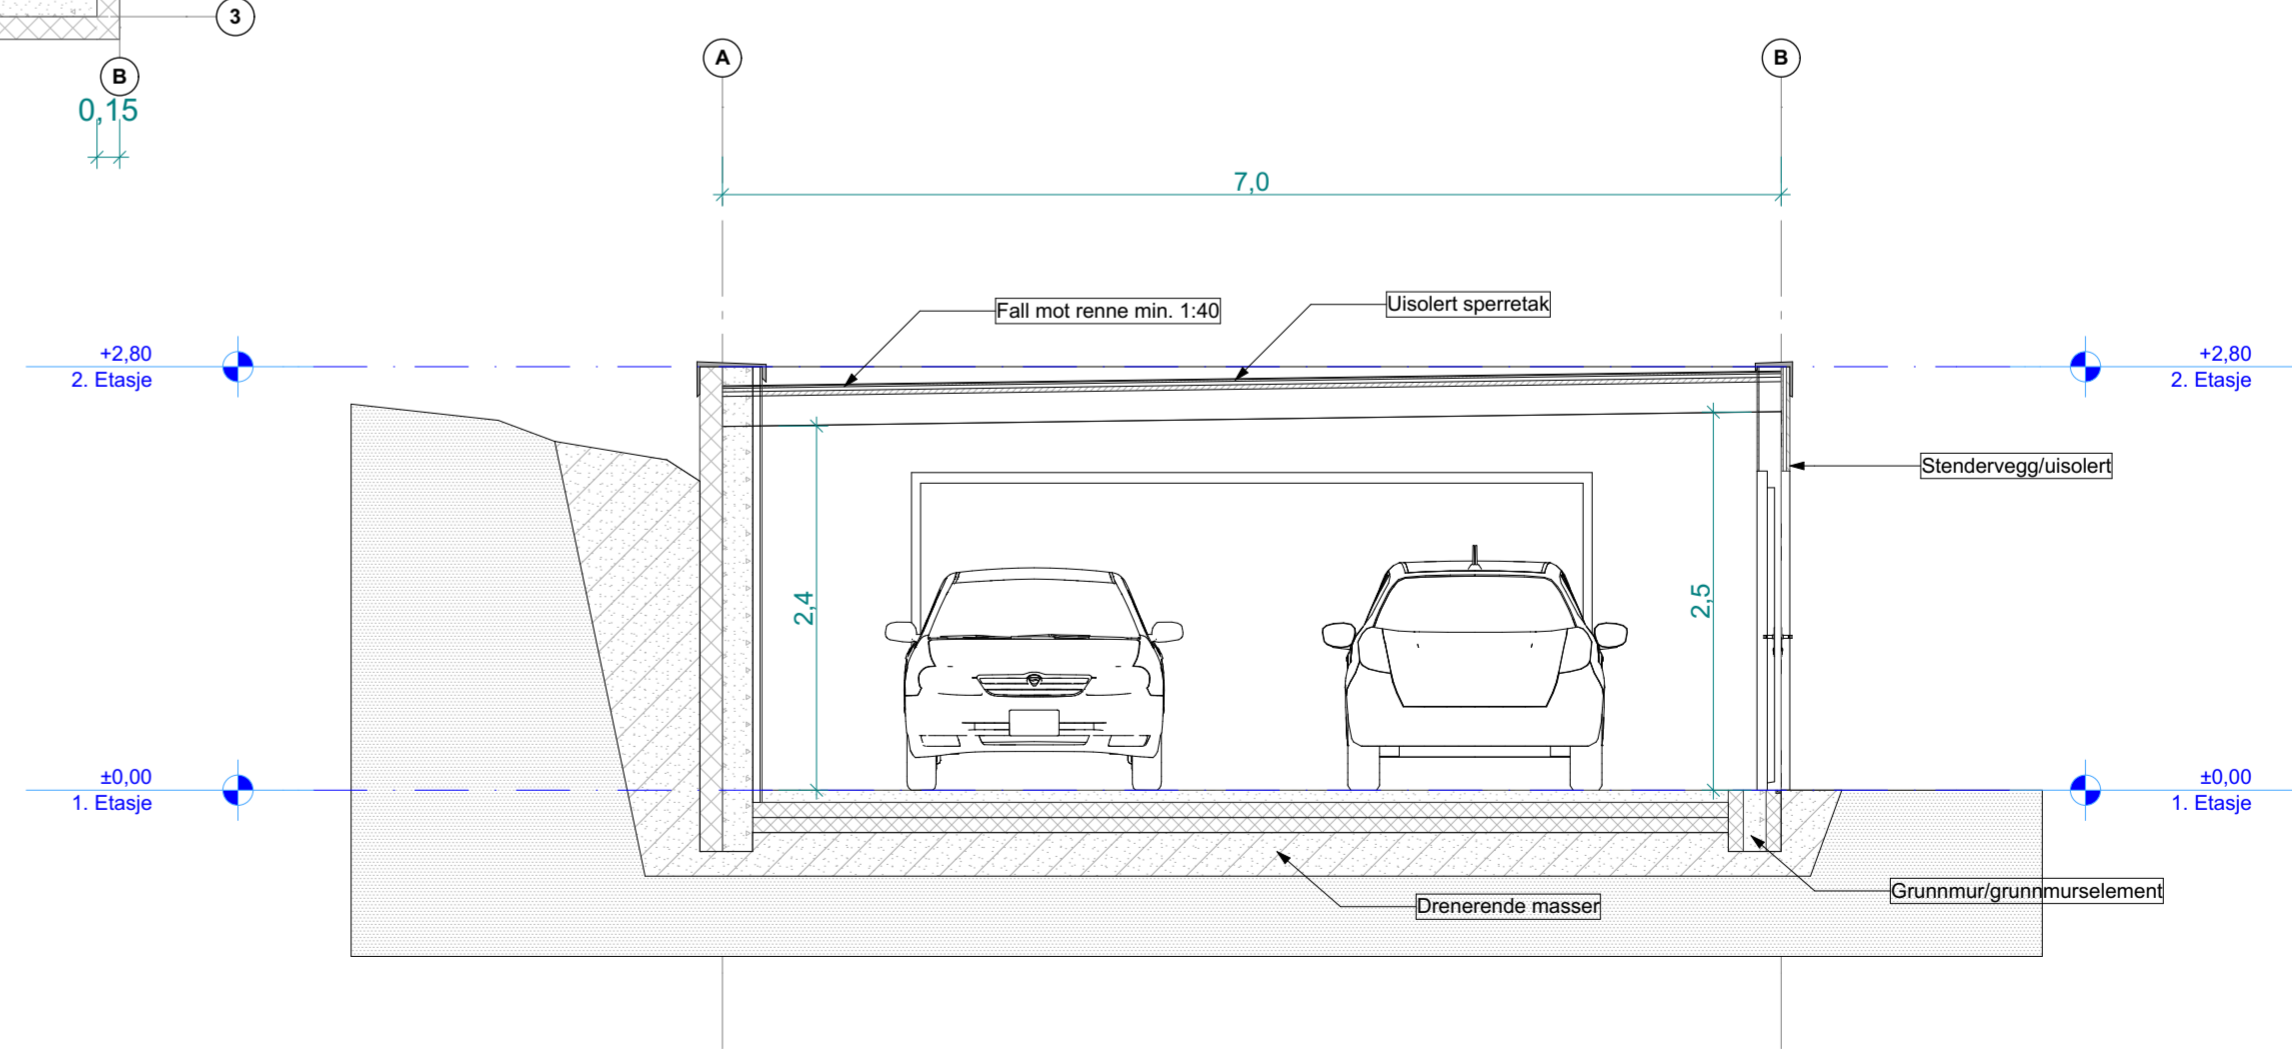 3
B
0,15
A
B
7,0
Fall mot renne min. 1:40
Uisolert sperretak
+2,80
2. Etasje
+2,80
2. Etasje
Stendervegg/uisolert
2,4
2,5
±0,00
1. Etasje
±0,00
1. Etasje
Grunnmur/grunnmurselement
Drenerende masser